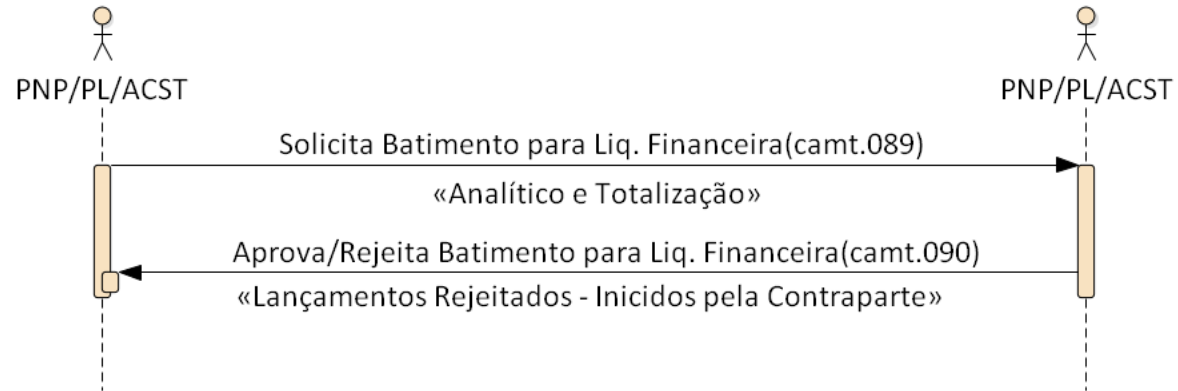 PNP/PL/ACST
PNP/PL/ACST
Solicita Batimento para Liq. Financeira(camt.089)
«Analítico e Totalização»
Aprova/Rejeita Batimento para Liq. Financeira(camt.090)
«Lançamentos Rejeitados - Inicidos pela Contraparte»